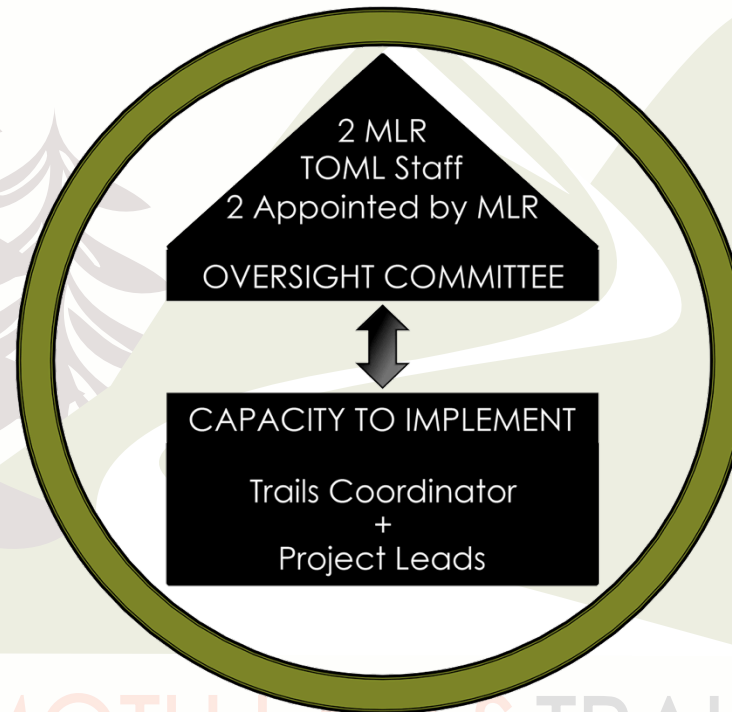 2 MLR
TOML Staff
2 Appointed by MLR
OVERSIGHT COMMITTEE
CAPACITY TO IMPLEMENT
Trails Coordinator
+
Project Leads